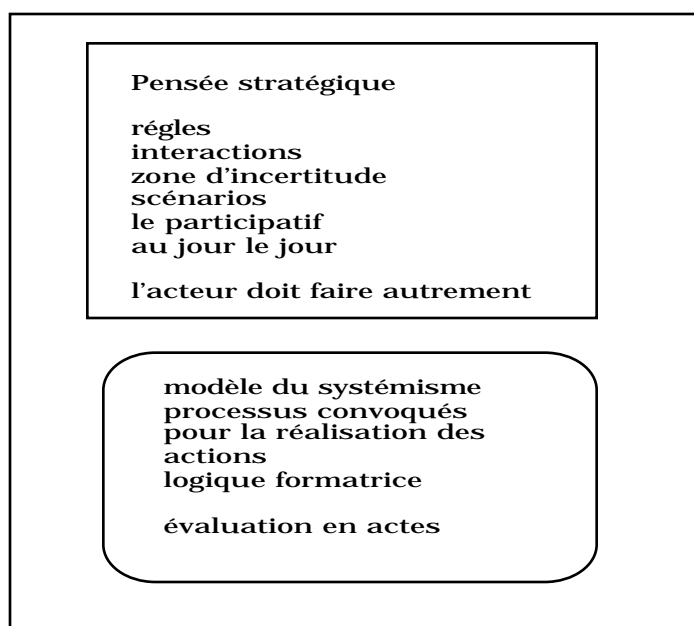 Pensée stratégique
régles
interactions
zone d'incertitude
scénarios
le participatif
au jour le jour
l'acteur doit faire autrement
modèle du systémisme
processus convoqués
pour la réalisation des
actions
logique formatrice
évaluation en actes